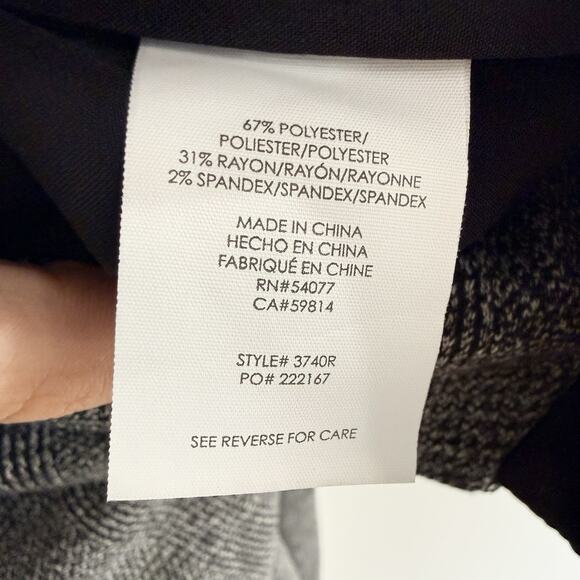 67% POLYESTER/
POLIESTER/POLYESTER
31% RAYON/RAYÓN/RAYONNE
2% SPANDEX/SPANDEX/SPANDEX
MADE IN CHINA
HECHO EN CHINA
FABRIQUÉ EN CHINE
RN#54077
CA#59814
STYLE# 3740R
PO# 222167
SEE REVERSE FOR CARE